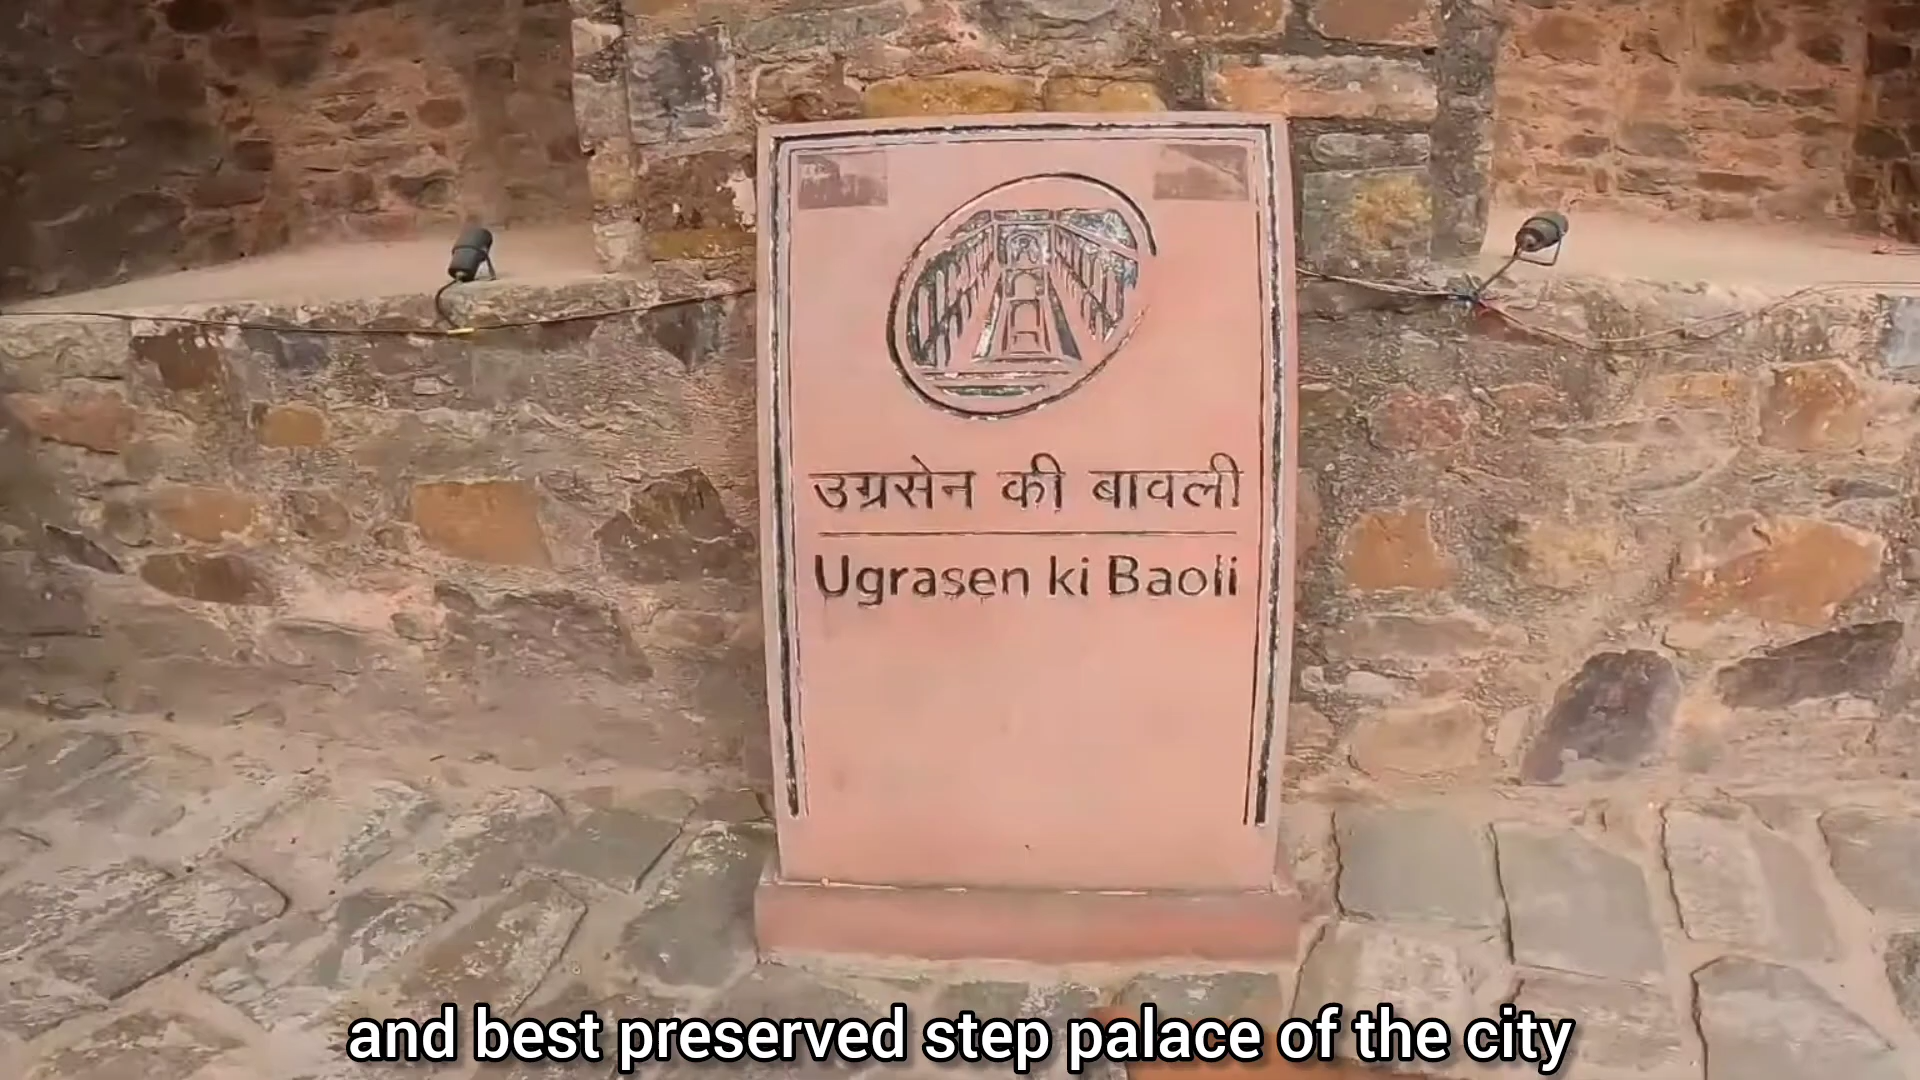 उग्रसेन की बावली
Ugrasen ki Baoli
and best preserved step palace of the city